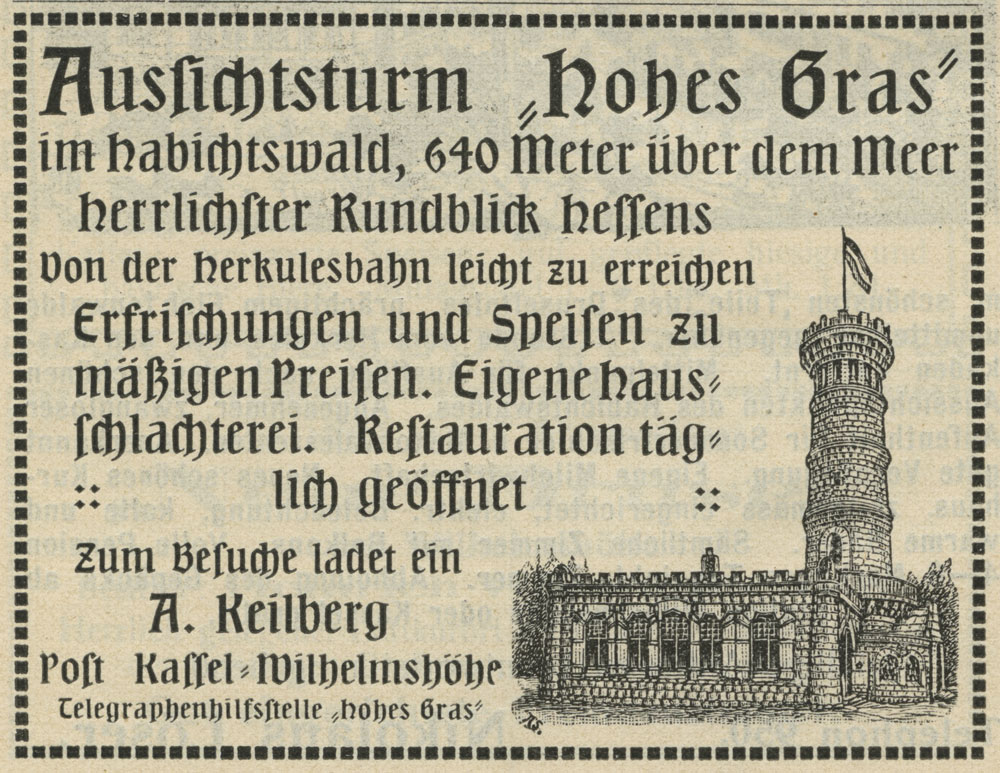 Aussichtsturm „Hohes Gras“
im Habichtswald, 640 Meter über dem Meer
Herrlichster Rundblick Hessens
Von der Herkulesbahn leicht zu erreichen
Erfrischungen und Speisen zu
mäßigen Preisen. Eigene Haus-
schlachterei. Restauration täg-
:: lich geöffnet ::
Zum Besuche ladet ein
A. Keilberg
Post Kassel-Wilhelmshöhe
Telegraphenhilfsstelle „Hohes Gras“